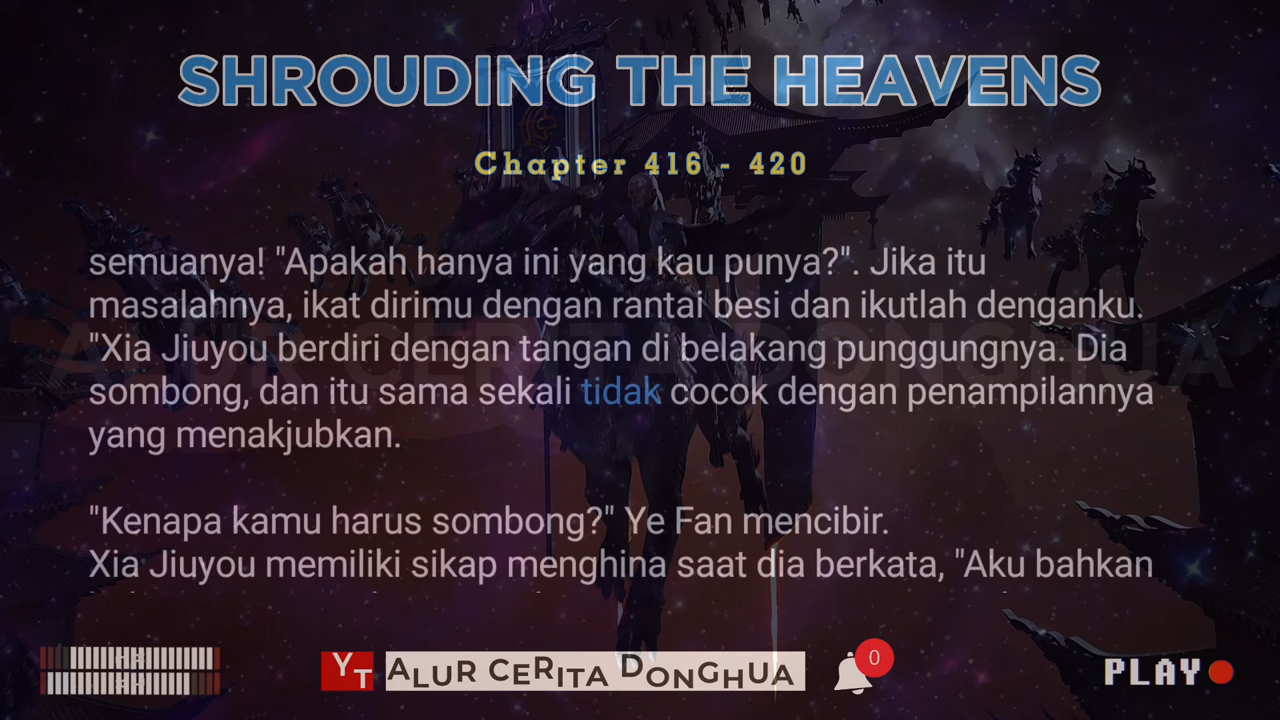 SHROUDING THE HEAVENS
Chapter 416 - 420
semuanya! "Apakah hanya ini yang kau punya?". Jika itu
masalahnya, ikat dirimu dengan rantai besi dan ikutlah denganku.
"Xia Jiuyou berdiri dengan tangan di belakang punggungnya. Dia
sombong, dan itu sama sekali tidak cocok dengan penampilannya
yang menakjubkan.
"Kenapa kamu harus sombong?" Ye Fan mencibir.
Xia Jiuyou memiliki sikap menghina saat dia berkata, "Aku bahkan
ALUR CERITA DONGHUA
YT ALUR CERITA DONGHUA
0
PLAY